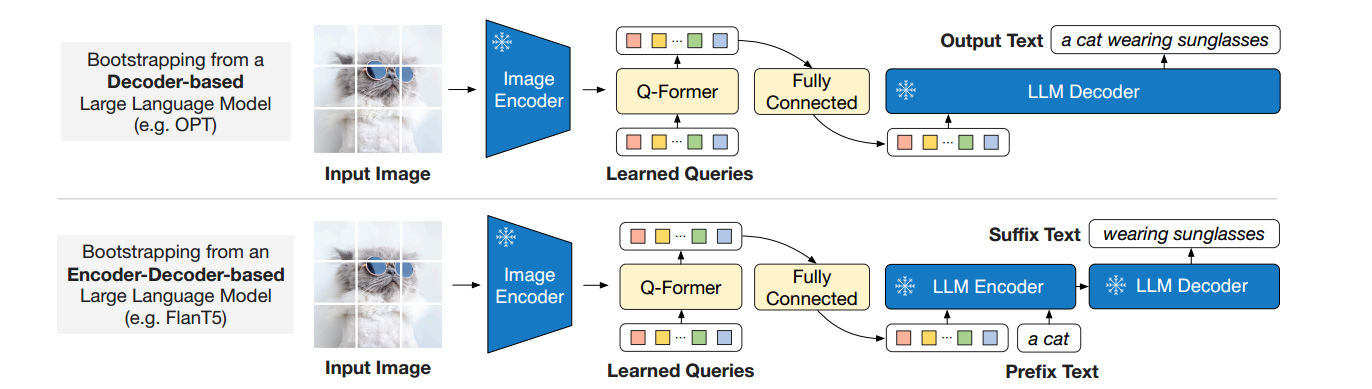 Bootstrapping from a
Decoder-based
Large Language Model
(e.g. OPT)
Input Image
Image
Encoder
Q-Former
Learned Queries
Fully
Connected
Output Text
a cat wearing sunglasses
LLM Decoder
Bootstrapping from an
Encoder-Decoder-based
Large Language Model
(e.g. FlanT5)
Input Image
Image
Encoder
Q-Former
Learned Queries
Fully
Connected
Suffix Text
wearing sunglasses
LLM Encoder
LLM Decoder
a cat
Prefix Text